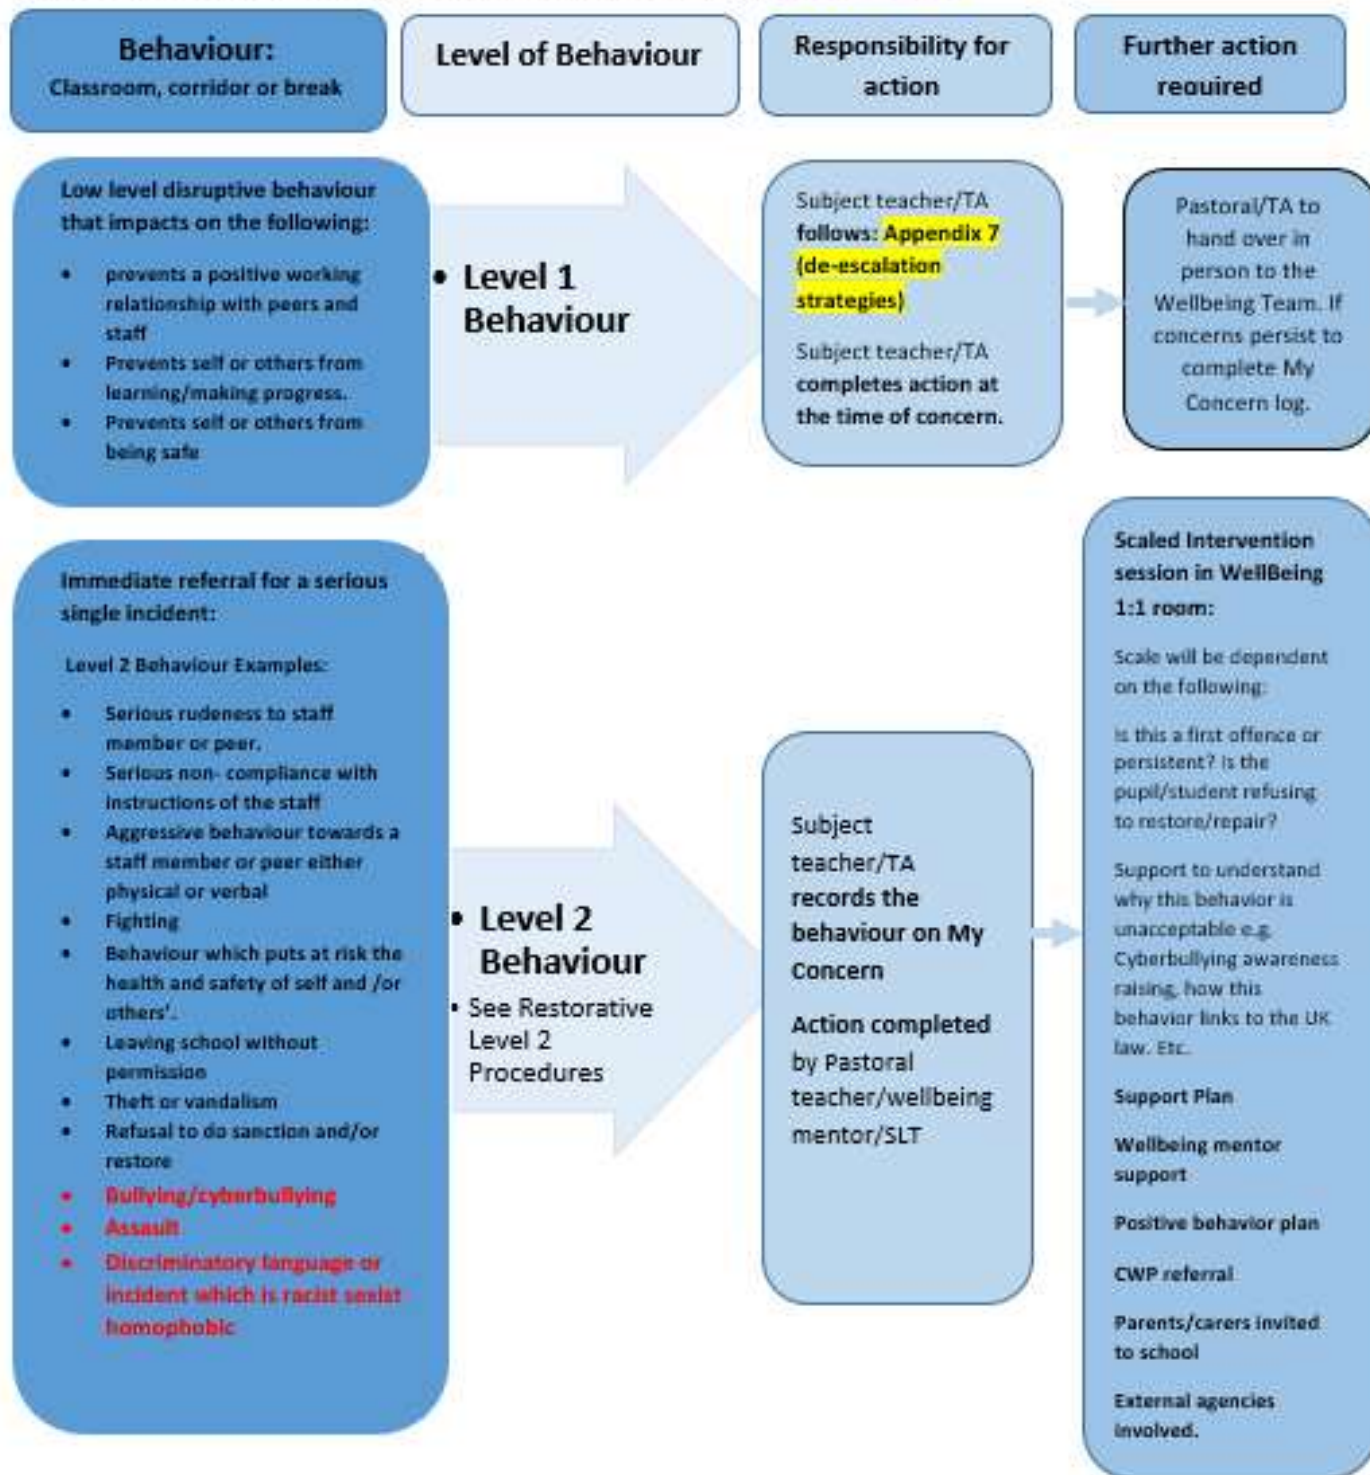 Behaviour:
Classroom, corridor or break
Level of Behaviour
Responsibility for
action
Further action
required
Low level disruptive behaviour
that impacts on the following:
• prevents a positive working
relationship with peers and
staff
• Prevents self or others from
learning/making progress.
• Prevents self or others from
being safe
• Level 1
Behaviour
Subject teacher/TA
follows: Appendix 7
(de-escalation
strategies)
Subject teacher/TA
completes action at
the time of concern.
Pastoral/TA to
hand over in
person to the
Wellbeing Team. If
concerns persist to
complete My
Concern log.
Immediate referral for a serious
single incident:
Level 2 Behaviour Examples:
• Serious rudeness to staff
member or peer.
• Serious non- compliance with
instructions of the staff
• Aggressive behaviour towards a
staff member or peer either
physical or verbal
• Fighting
• Behaviour which puts at risk the
health and safety of self and /or
others'.
• Leaving school without
permission
• Theft or vandalism
• Refusal to do sanction and/or
restore
• Bullying/cyberbullying
• Assault
• Discriminatory language or
incident which is racist sexist
homophobic
• Level 2
Behaviour
• See Restorative
Level 2
Procedures
Subject
teacher/TA
records the
behaviour on My
Concern
Action completed
by Pastoral
teacher/wellbeing
mentor/SLT
Scaled Intervention
session in WellBeing
1:1 room:
Scale will be dependent
on the following:
Is this a first offence or
persistent? Is the
pupil/student refusing
to restore/repair?
Support to understand
why this behavior is
unacceptable e.g.
Cyberbullying awareness
raising, how this
behavior links to the UK
law. Etc.
Support Plan
Wellbeing mentor
support
Positive behavior plan
CWP referral
Parents/carers invited
to school
External agencies
involved.